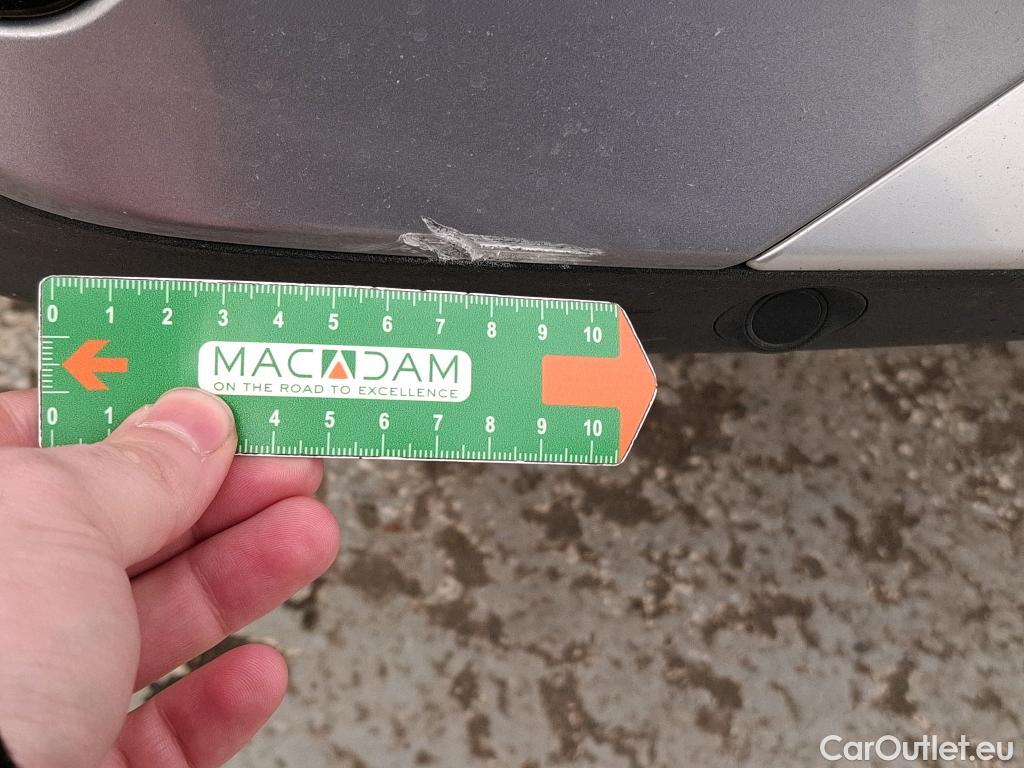 0 1 2 3 4 5 6 7 8 9 10
MACADAM
ON THE ROAD TO EXCELLENCE
0 1 4 5 6 7 8 9 10
CarOutlet.eu